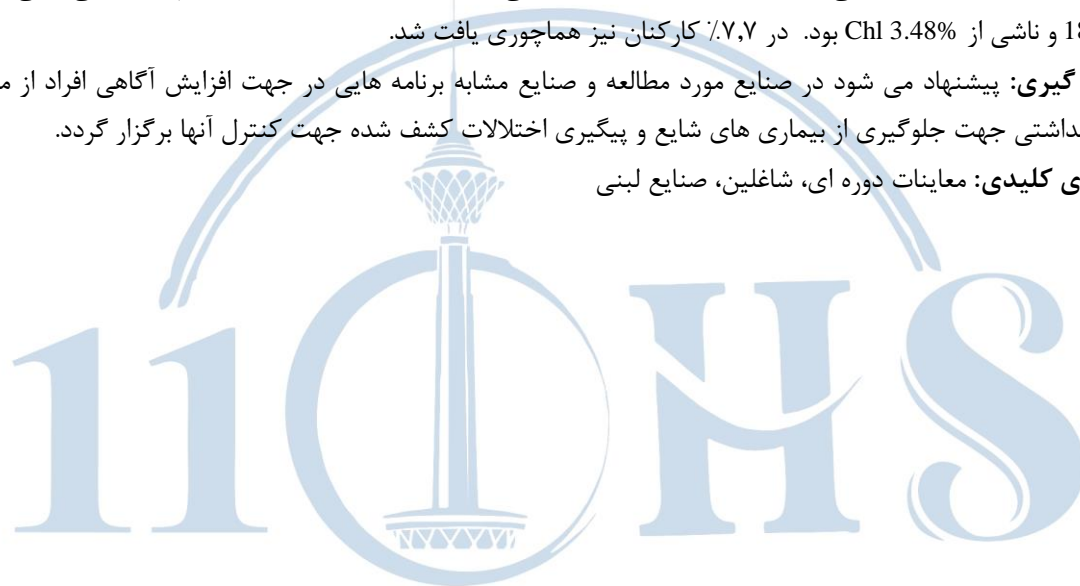 18 و ناشی از Chl 3.48% بود. در ۷,۷٪ کارکنان نیز هماچوری یافت شد.
گیری: پیشنهاد می شود در صنایع مورد مطالعه و صنایع مشابه برنامه هایی در جهت افزایش آگاهی افراد از
داشتی جهت جلوگیری از بیماری های شایع و پیگیری اختلالات کشف شده جهت کنترل آنها برگزار گردد.
ی کلیدی: معاینات دوره ای، شاغلین، صنایع لبنی
11 OHS